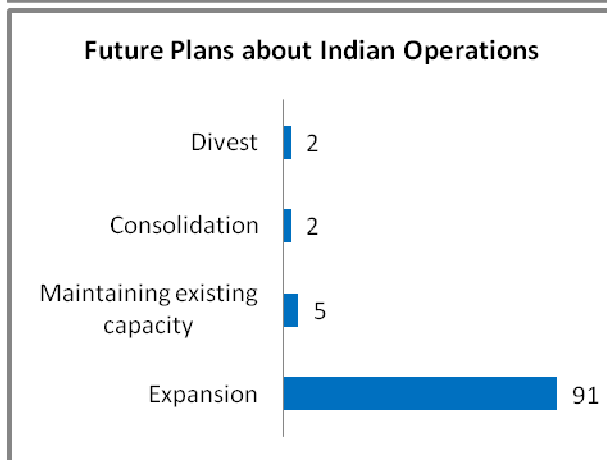 Future Plans about Indian Operations
Divest 2
Consolidation 2
Maintaining existing
capacity 5
Expansion 91